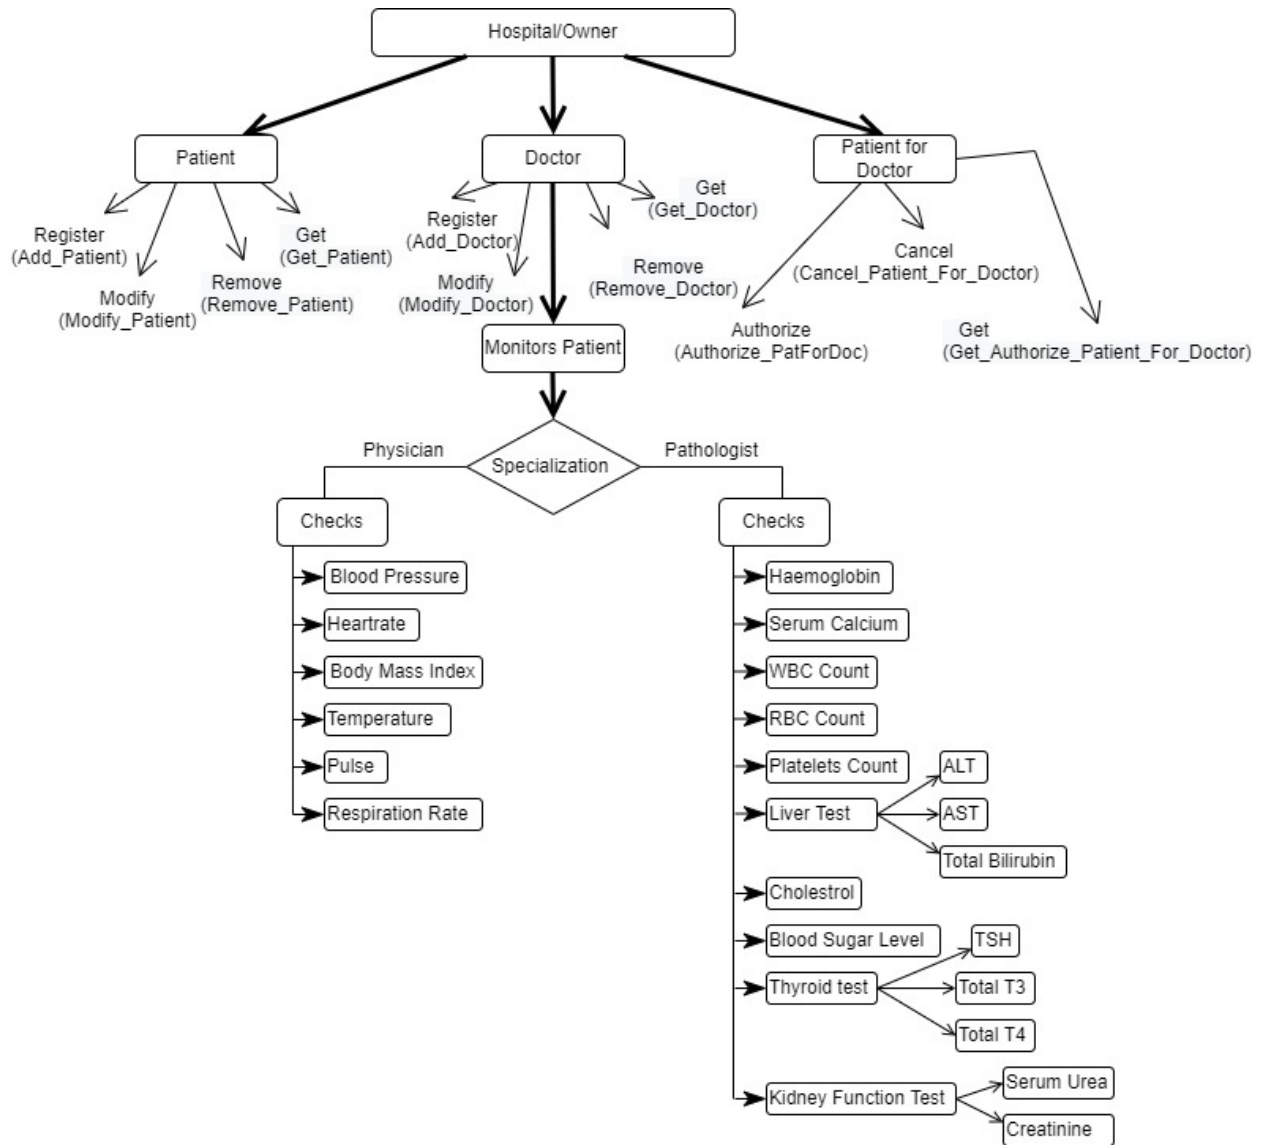 Hospital/Owner
Patient
Doctor
Patient for
Doctor
Register
(Add_Patient)
Modify
(Modify_Patient)
Remove
(Remove_Patient)
Get
(Get_Patient)
Register
(Add_Doctor)
Modify
(Modify_Doctor)
Remove
(Remove_Doctor)
Get
(Get_Doctor)
Authorize
(Authorize_PatForDoc)
Cancel
(Cancel_Patient_For_Doctor)
Get
(Get_Authorize_Patient_For_Doctor)
Monitors Patient
Specialization
Physician
Pathologist
Checks
Blood Pressure
Heartrate
Body Mass Index
Temperature
Pulse
Respiration Rate
Checks
Haemoglobin
Serum Calcium
WBC Count
RBC Count
Platelets Count
Liver Test
ALT
AST
Total Bilirubin
Cholestrol
Blood Sugar Level
Thyroid test
TSH
Total T3
Total T4
Kidney Function Test
Serum Urea
Creatinine